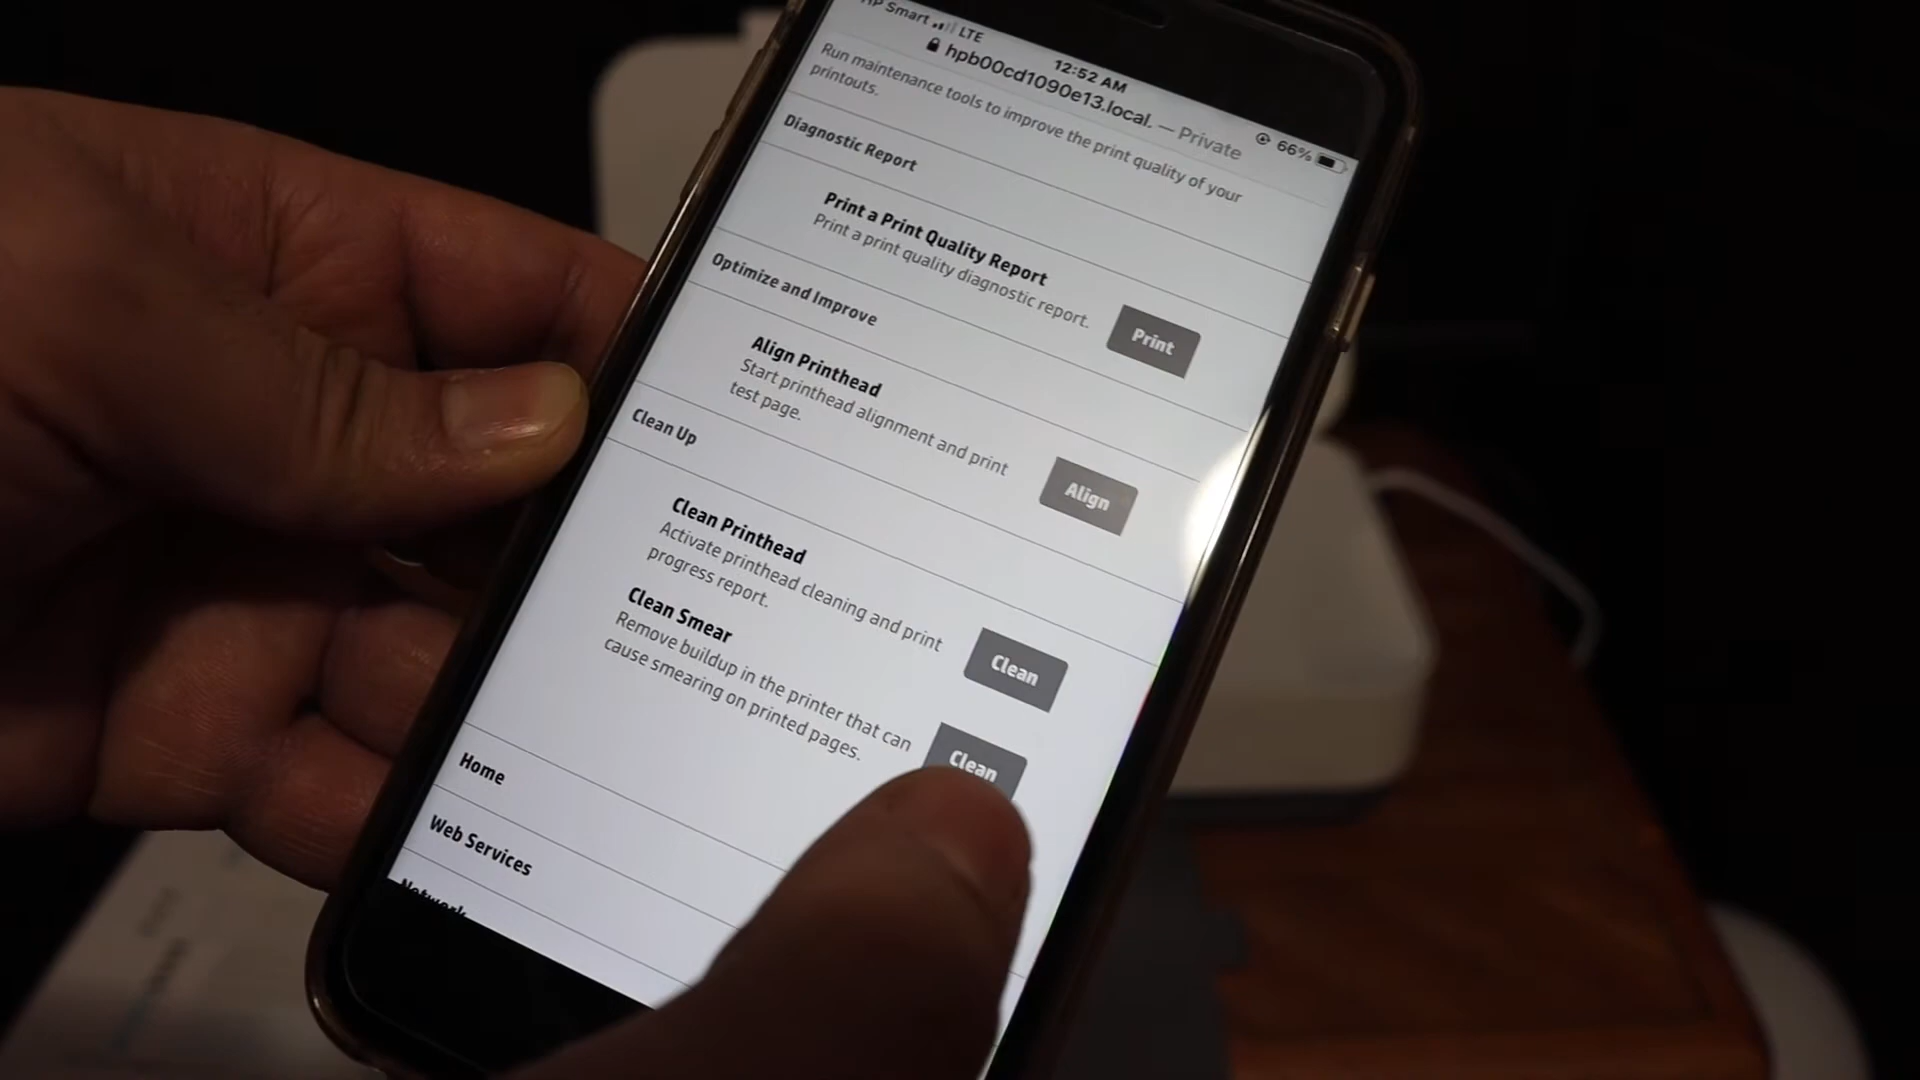 HP Smart LTE
12:52 AM
66%
hpb00cd1090e13.local. — Private
Run maintenance tools to improve the print quality of your
printouts.
Diagnostic Report
Print a Print Quality Report
Print a print quality diagnostic report.
Print
Optimize and Improve
Align Printhead
Start printhead alignment and print
test page.
Align
Clean Up
Clean Printhead
Activate printhead cleaning and print
progress report.
Clean
Clean Smear
Remove buildup in the printer that can
cause smearing on printed pages.
Clean
Home
Web Services
Network